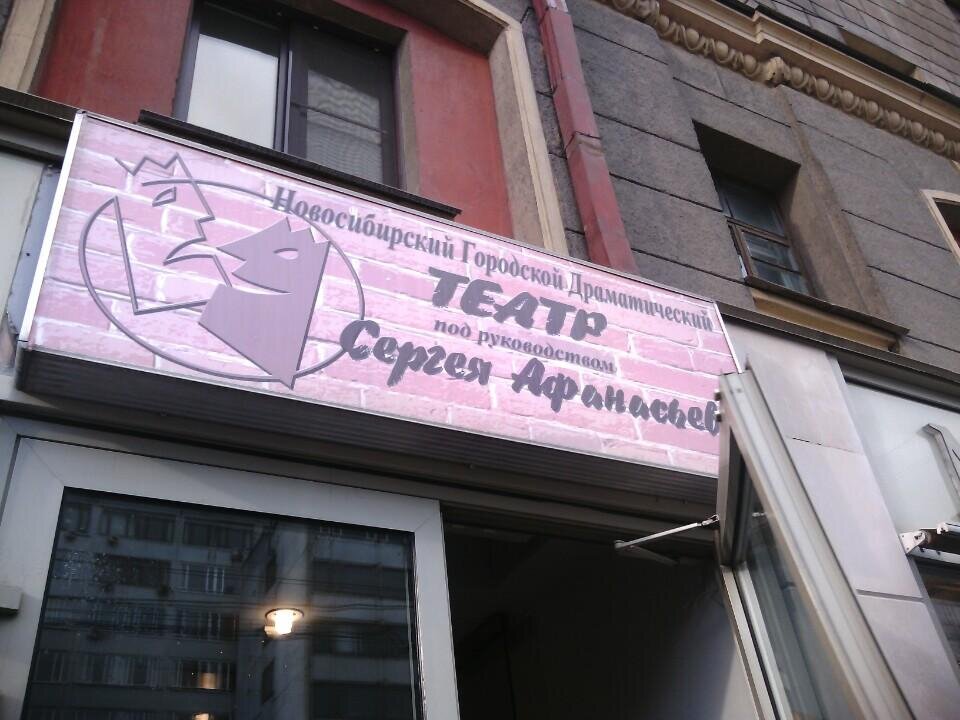 Новосибирский Городской Драматический
ТЕАТР
под руководством
Сергея Афанасьев